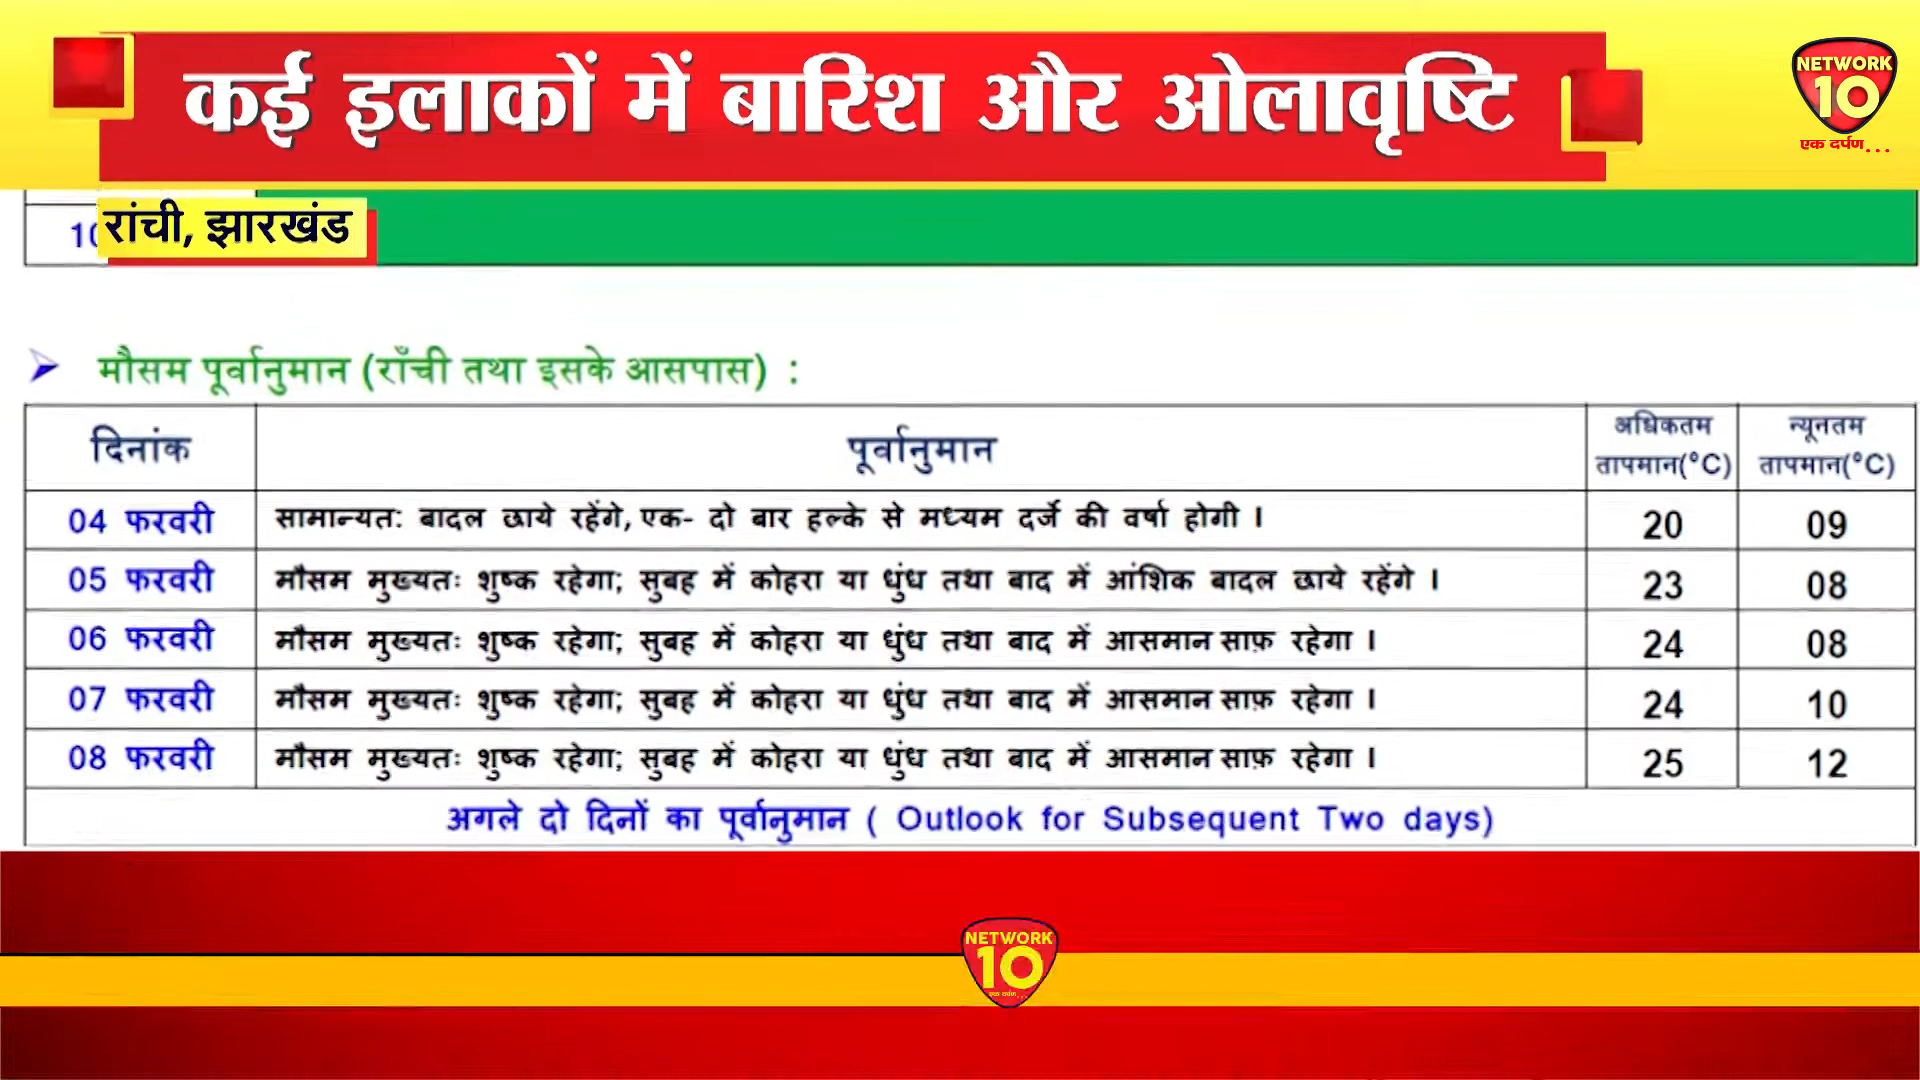 कई इलाकों में बारिश और ओलावृष्टि
NETWORK
10
एक दर्पण...
रांची, झारखंड
मौसम पूर्वानुमान (राँची तथा इसके आसपास) :
दिनांक पूर्वानुमान अधिकतम तापमान(°C) न्यूनतम तापमान(°C)
04 फरवरी सामान्यत: बादल छाये रहेंगे, एक- दो बार हल्के से मध्यम दर्जे की वर्षा होगी । 20 09
05 फरवरी मौसम मुख्यतः शुष्क रहेगा; सुबह में कोहरा या धुंध तथा बाद में आंशिक बादल छाये रहेंगे । 23 08
06 फरवरी मौसम मुख्यतः शुष्क रहेगा; सुबह में कोहरा या धुंध तथा बाद में आसमान साफ़ रहेगा । 24 08
07 फरवरी मौसम मुख्यतः शुष्क रहेगा; सुबह में कोहरा या धुंध तथा बाद में आसमान साफ़ रहेगा । 24 10
08 फरवरी मौसम मुख्यतः शुष्क रहेगा; सुबह में कोहरा या धुंध तथा बाद में आसमान साफ़ रहेगा । 25 12
अगले दो दिनों का पूर्वानुमान ( Outlook for Subsequent Two days)
NETWORK
10
एक दर्पण...